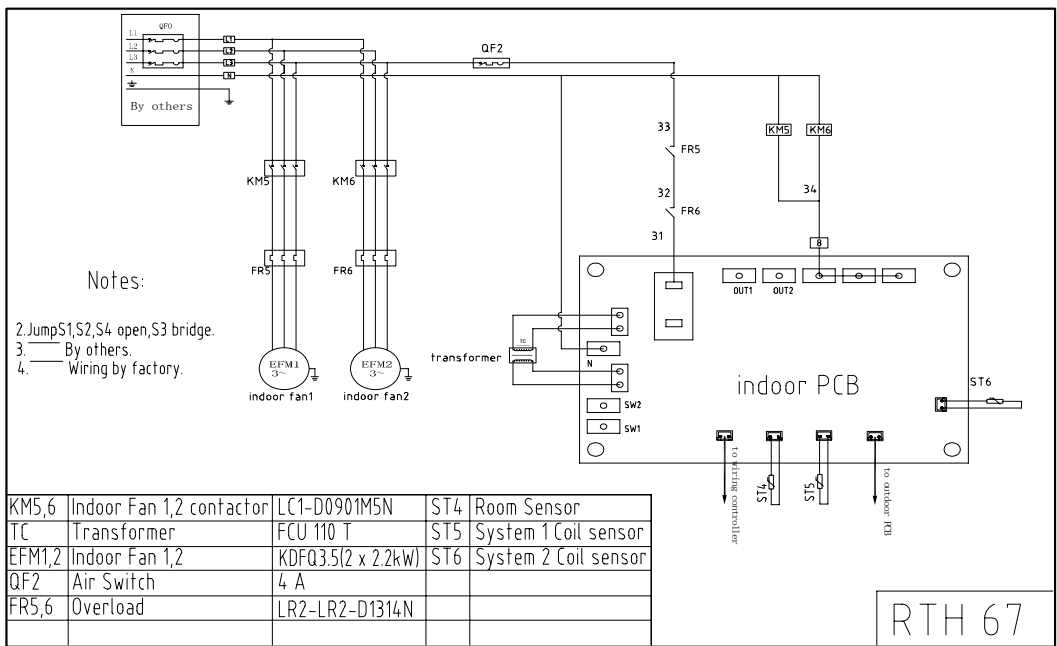 QF0
L1
L2
L3
N
By others
L1
L2
L3
N
QF2
33
FR5
32
FR6
31
KM5
KM6
34
8
KM5
KM6
FR5
FR6
EFM1
3~
indoor fan1
EFM2
3~
indoor fan2
Notes:
2.JumpS1,S2,S4 open,S3 bridge.
3. By others.
4. Wiring by factory.
transformer
TC
N
SW2
SW1
OUT1
OUT2
indoor PCB
ST6
to wiring controller
ST4
ST5
to outdoor PCB
KM5,6 Indoor Fan 1,2 contactor LC1-D0901M5N ST4 Room Sensor
TC Transformer FCU 110 T ST5 System 1 Coil sensor
EFM1,2 Indoor Fan 1,2 KDFQ3.5(2 x 2.2kW) ST6 System 2 Coil sensor
QF2 Air Switch 4 A
FR5,6 Overload LR2-LR2-D1314N
RTH 67